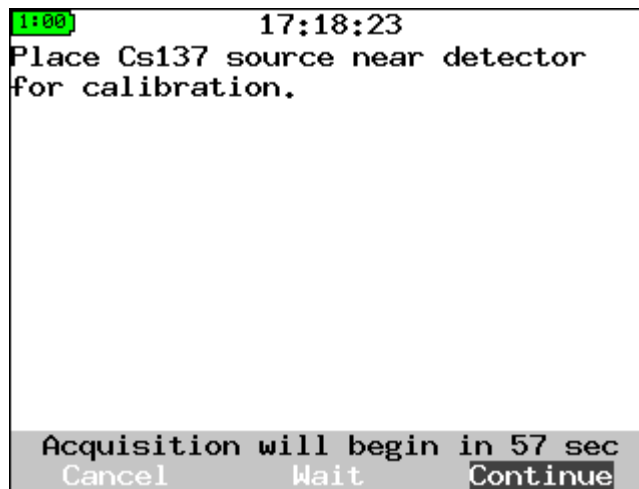 1:00 17:18:23
Place Cs137 source near detector
for calibration.
Acquisition will begin in 57 sec
Cancel Wait Continue